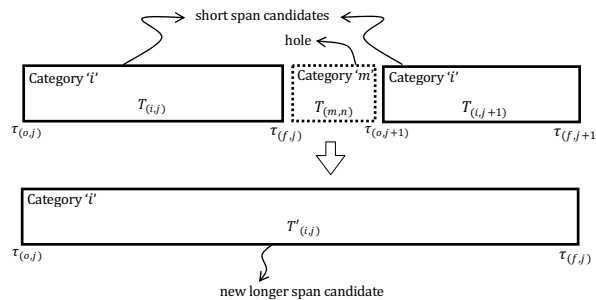 short span candidates
hole
Category ‘i’ Category ‘m’ Category ‘i’
T(i,j) T(m,n) T(i,j+1)
τ(o,j) τ(f,j) τ(o,j+1) τ(f,j+1
Category ‘i’
T′(i,j)
τ(o,j) τ(f,j)
new longer span candidate